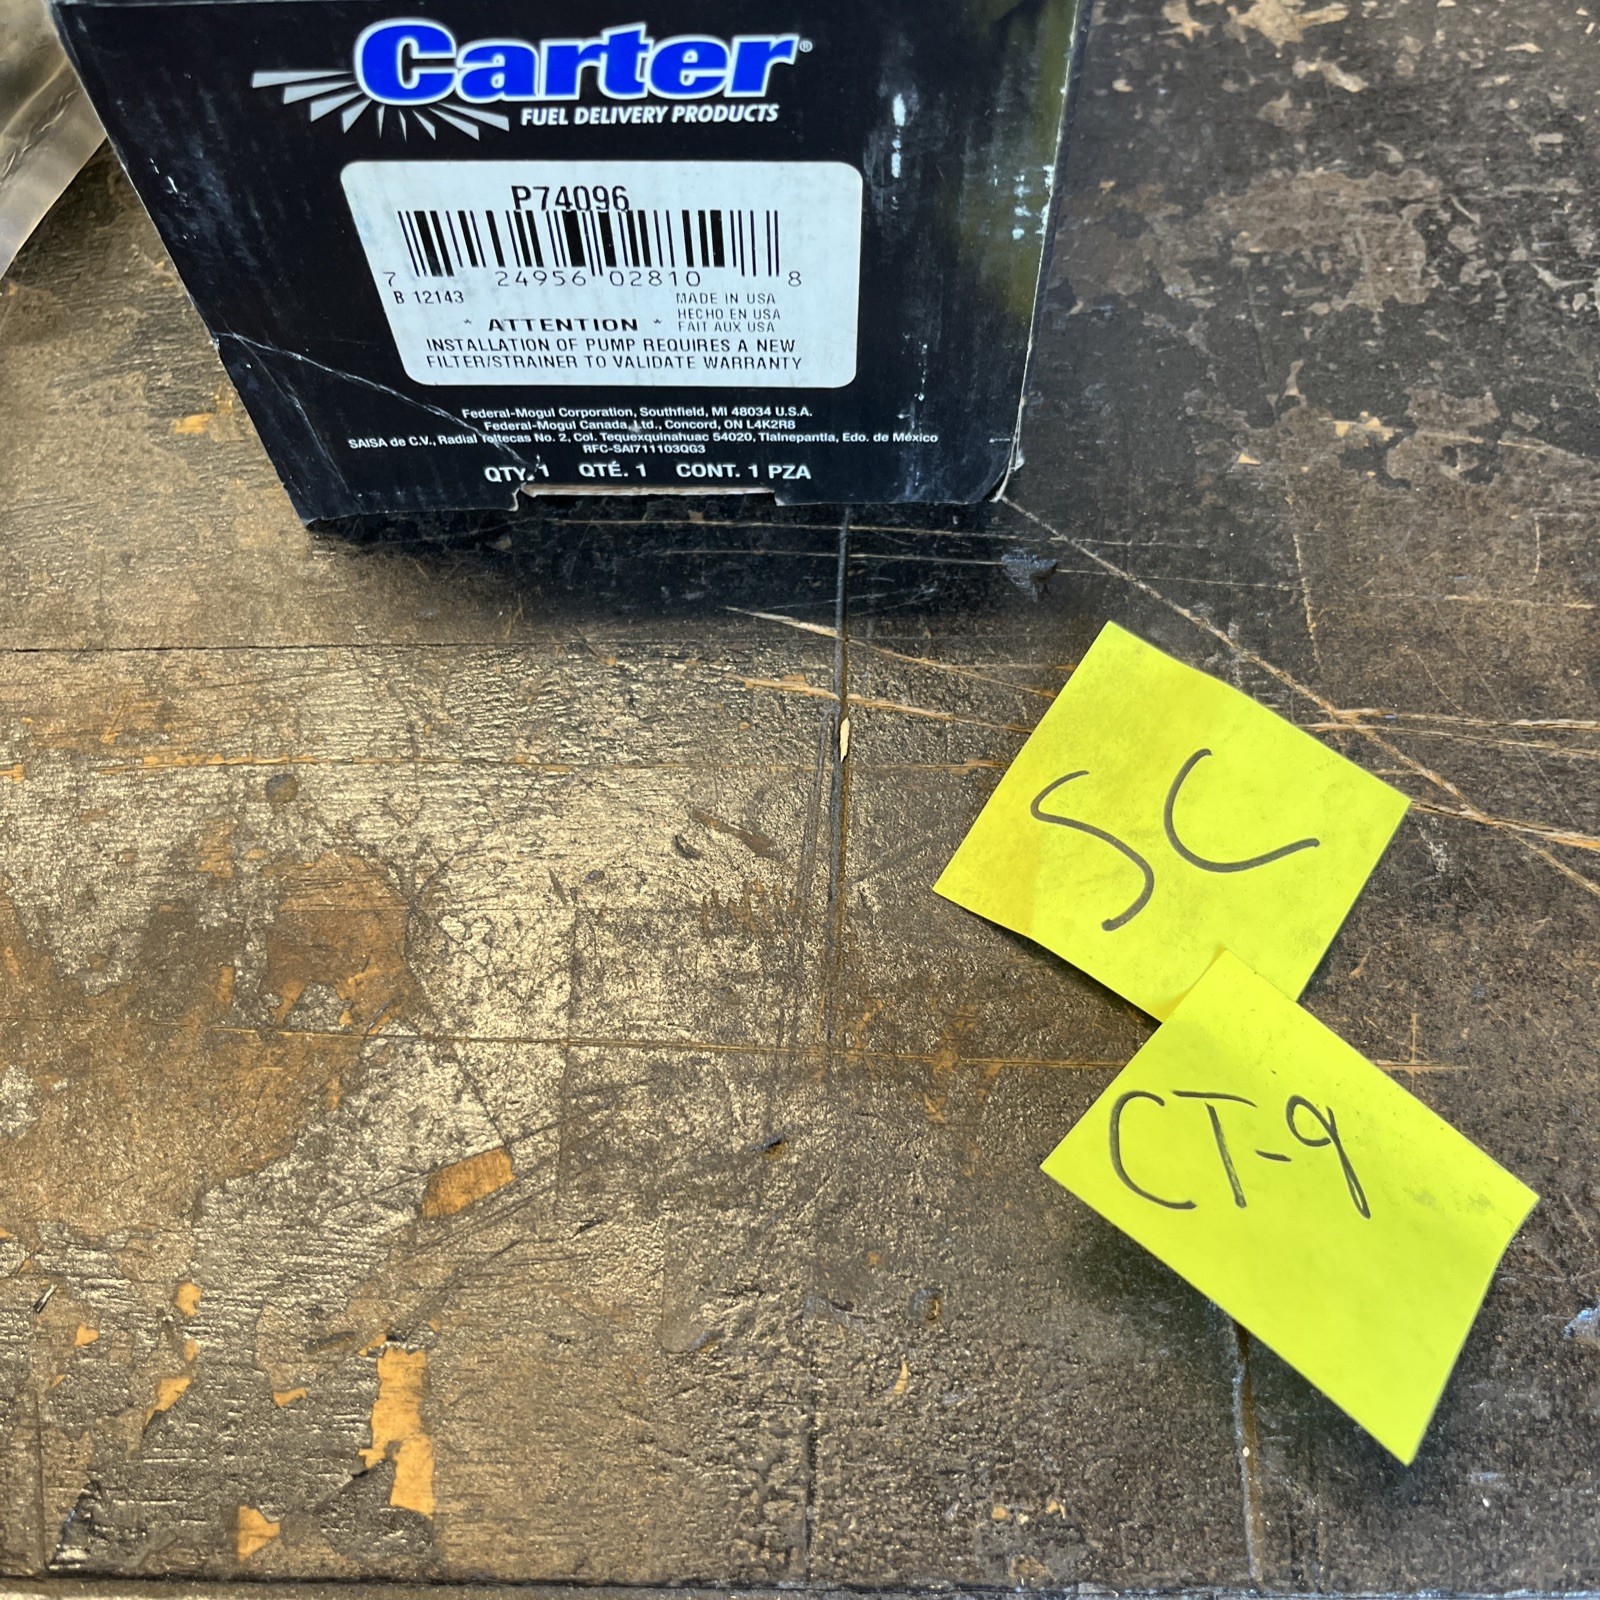 Carter®
FUEL DELIVERY PRODUCTS
P74096
7 24956 02810 8
B 12143
MADE IN USA
HECHO EN USA
FAIT AUX USA
* ATTENTION *
INSTALLATION OF PUMP REQUIRES A NEW
FILTER/STRAINER TO VALIDATE WARRANTY
Federal-Mogul Corporation, Southfield, MI 48034 U.S.A.
Federal-Mogul Canada, Ltd., Concord, ON L4K2R8
SAISA de C.V., Radial Toltecas No. 2, Col. Tequexquinahuac 54020, Tlalnepantla, Edo. de México
RFC-SAI711103QG3
QTY. 1 QTÉ. 1 CONT. 1 PZA
SC
CT-9